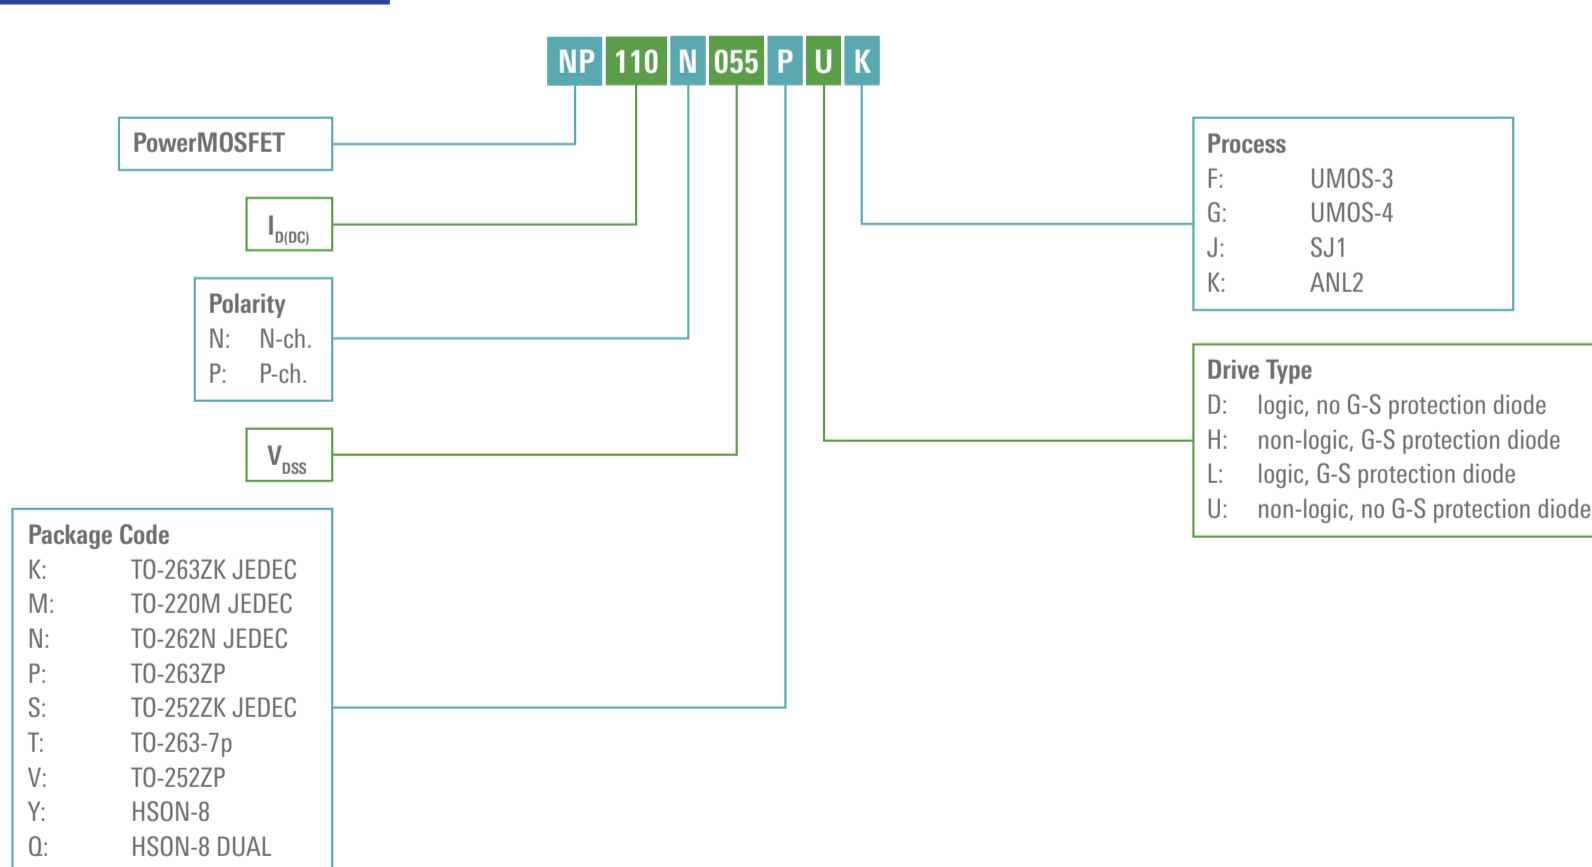 NP 110 N 055 P U K
PowerMOSFET
I D(DC)
Polarity
N: N-ch.
P: P-ch.
V DSS
Package Code
K: TO-263ZK JEDEC
M: TO-220M JEDEC
N: TO-262N JEDEC
P: TO-263ZP
S: TO-252ZK JEDEC
T: TO-263-7p
V: TO-252ZP
Y: HSON-8
Q: HSON-8 DUAL
Process
F: UMOS-3
G: UMOS-4
J: SJ1
K: ANL2
Drive Type
D: logic, no G-S protection diode
H: non-logic, G-S protection diode
L: logic, G-S protection diode
U: non-logic, no G-S protection diode